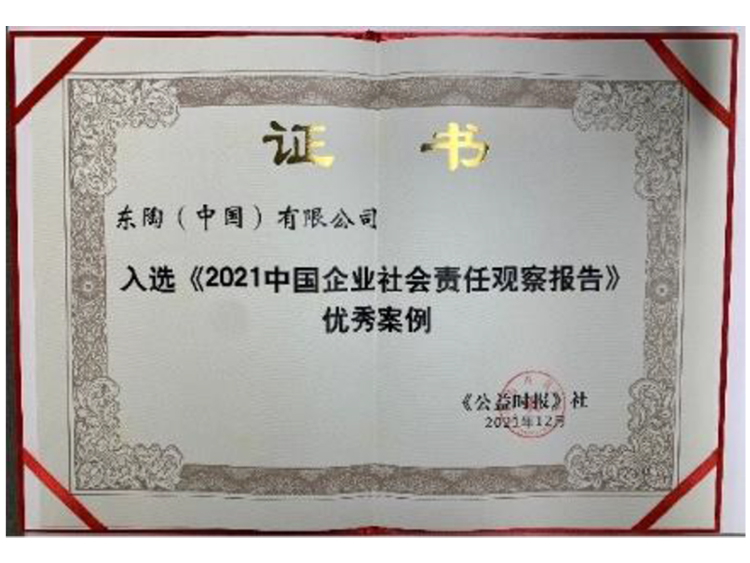 证 书
东陶（中国）有限公司
入选《2021中国企业社会责任观察报告》
优秀案例
《公益时报》社
2021年12月